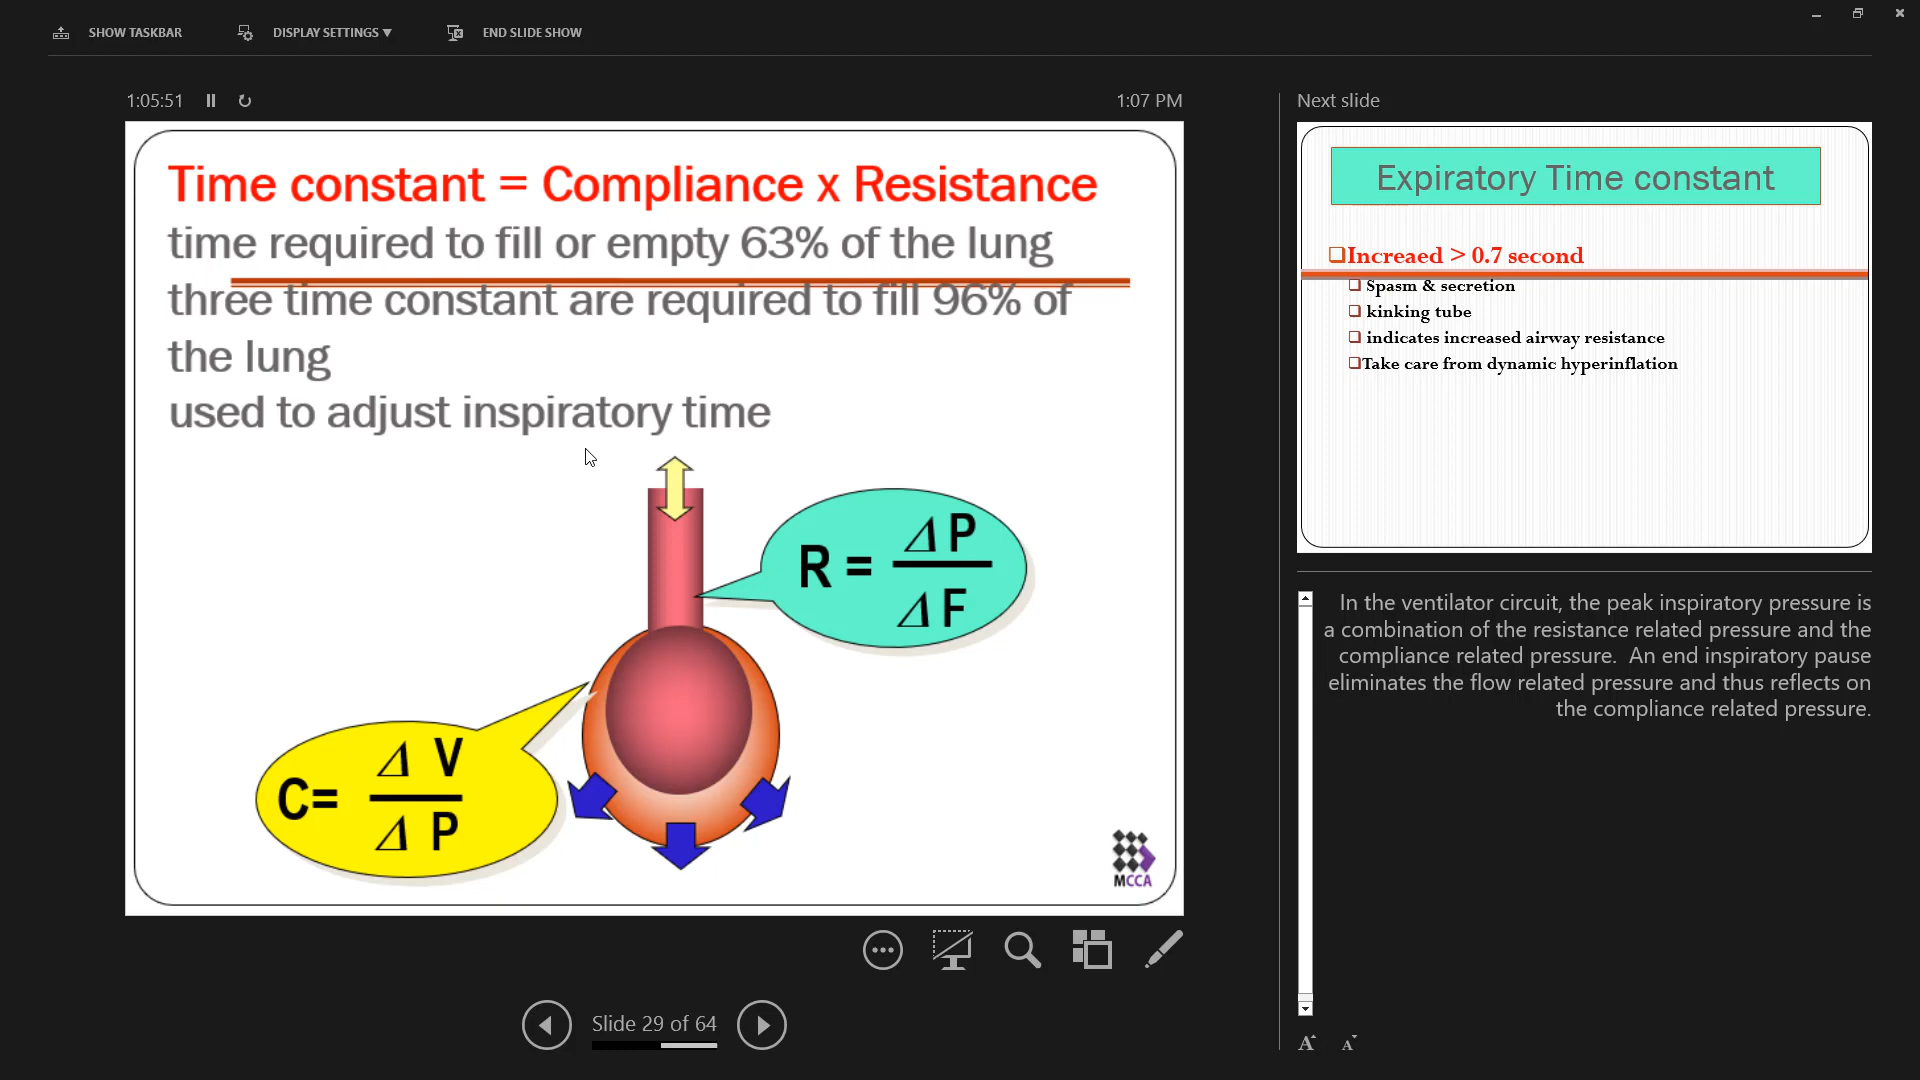 SHOW TASKBAR
DISPLAY SETTINGS ▼
END SLIDE SHOW
1:05:51
1:07 PM
Time constant = Compliance x Resistance
time required to fill or empty 63% of the lung
three time constant are required to fill 96% of
the lung
used to adjust inspiratory time
R = Δ P
Δ F
C= Δ V
Δ P
MCCA
Slide 29 of 64
Next slide
Expiratory Time constant
❑Increaed > 0.7 second
❑ Spasm & secretion
❑ kinking tube
❑ indicates increased airway resistance
❑Take care from dynamic hyperinflation
In the ventilator circuit, the peak inspiratory pressure is
a combination of the resistance related pressure and the
compliance related pressure.  An end inspiratory pause
eliminates the flow related pressure and thus reflects on
the compliance related pressure.
A A